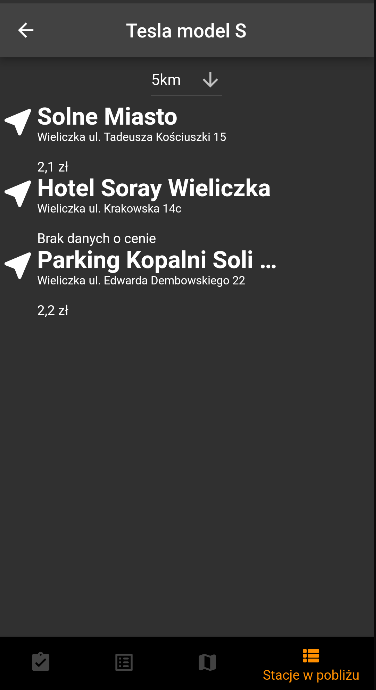 Tesla model S
5km
Solne Miasto
Wieliczka ul. Tadeusza Kościuszki 15
2,1 zł
Hotel Soray Wieliczka
Wieliczka ul. Krakowska 14c
Brak danych o cenie
Parking Kopalni Soli ...
Wieliczka ul. Edwarda Dembowskiego 22
2,2 zł
Stacje w pobliżu